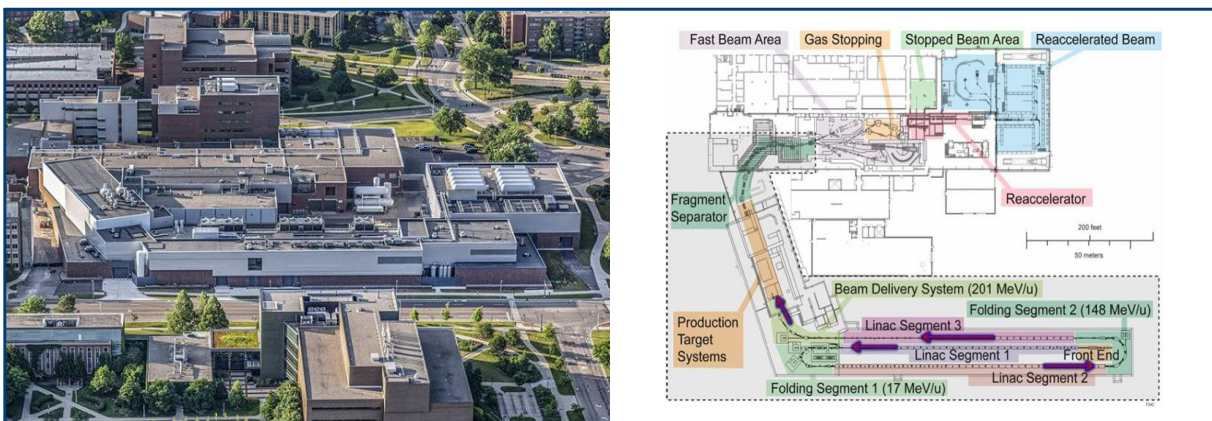 Fast Beam Area
Gas Stopping
Stopped Beam Area
Reaccelerated Beam
Fragment
Separator
Reaccelerator
200 feet
50 meters
Beam Delivery System (201 MeV/u)
Folding Segment 2 (148 MeV/u)
Production
Target
Systems
Linac Segment 3
Linac Segment 1
Front End
Linac Segment 2
Folding Segment 1 (17 MeV/u)